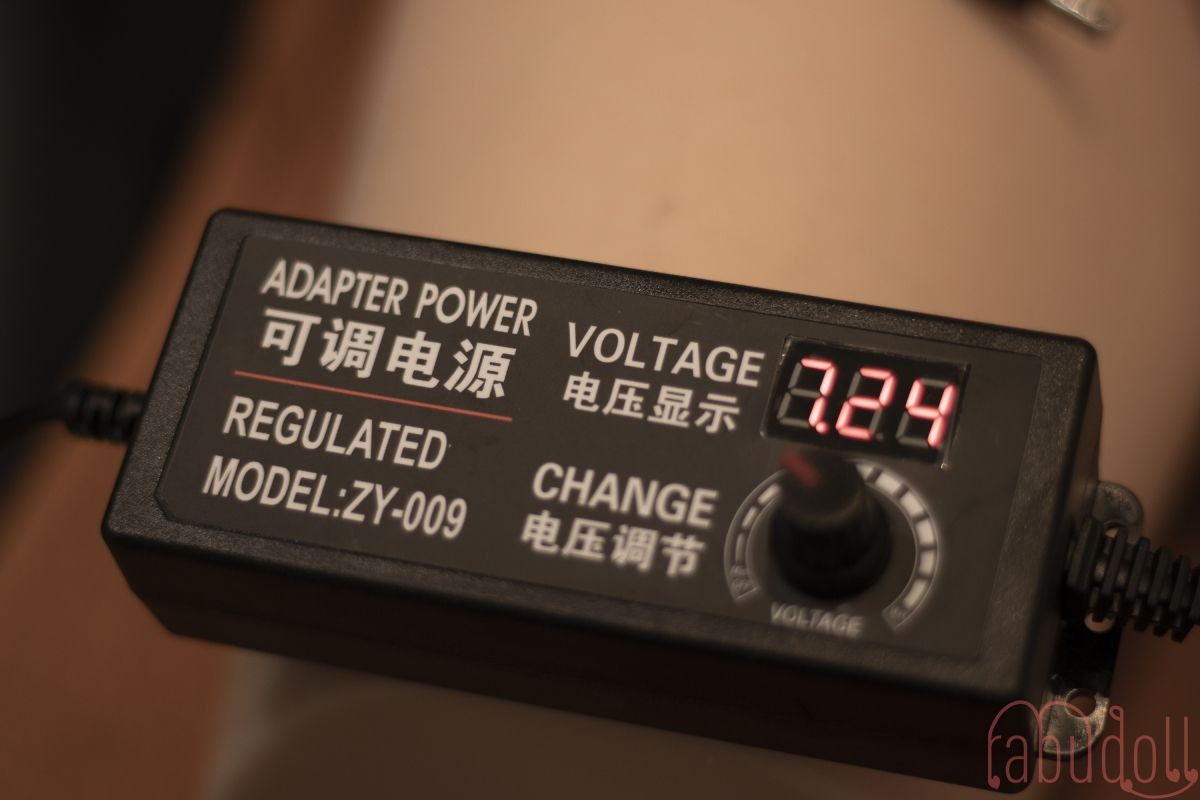 ADAPTER POWER
可调电源
REGULATED
MODEL:ZY-009
VOLTAGE
电压显示
7.24
CHANGE
电压调节
VOLTAGE
fabudoll